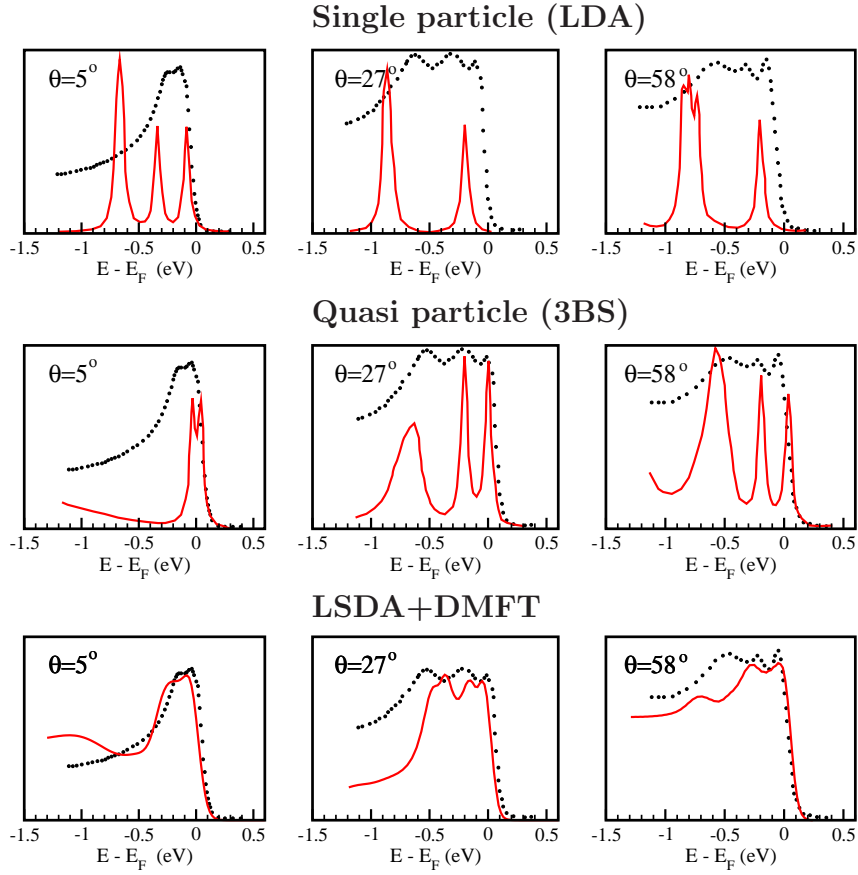 Single particle (LDA)
θ=5°
θ=27°
θ=58°
-1.5 -1 -0.5 0 0.5
-1.5 -1 -0.5 0 0.5
-1.5 -1 -0.5 0 0.5
E - E_F (eV)
E - E_F (eV)
E - E_F (eV)
Quasi particle (3BS)
θ=5°
θ=27°
θ=58°
-1.5 -1 -0.5 0 0.5
-1.5 -1 -0.5 0 0.5
-1.5 -1 -0.5 0 0.5
E - E_F (eV)
E - E_F (eV)
E - E_F (eV)
LSDA+DMFT
θ=5°
θ=27°
θ=58°
-1.5 -1 -0.5 0 0.5
-1.5 -1 -0.5 0 0.5
-1.5 -1 -0.5 0 0.5
E - E_F (eV)
E - E_F (eV)
E - E_F (eV)